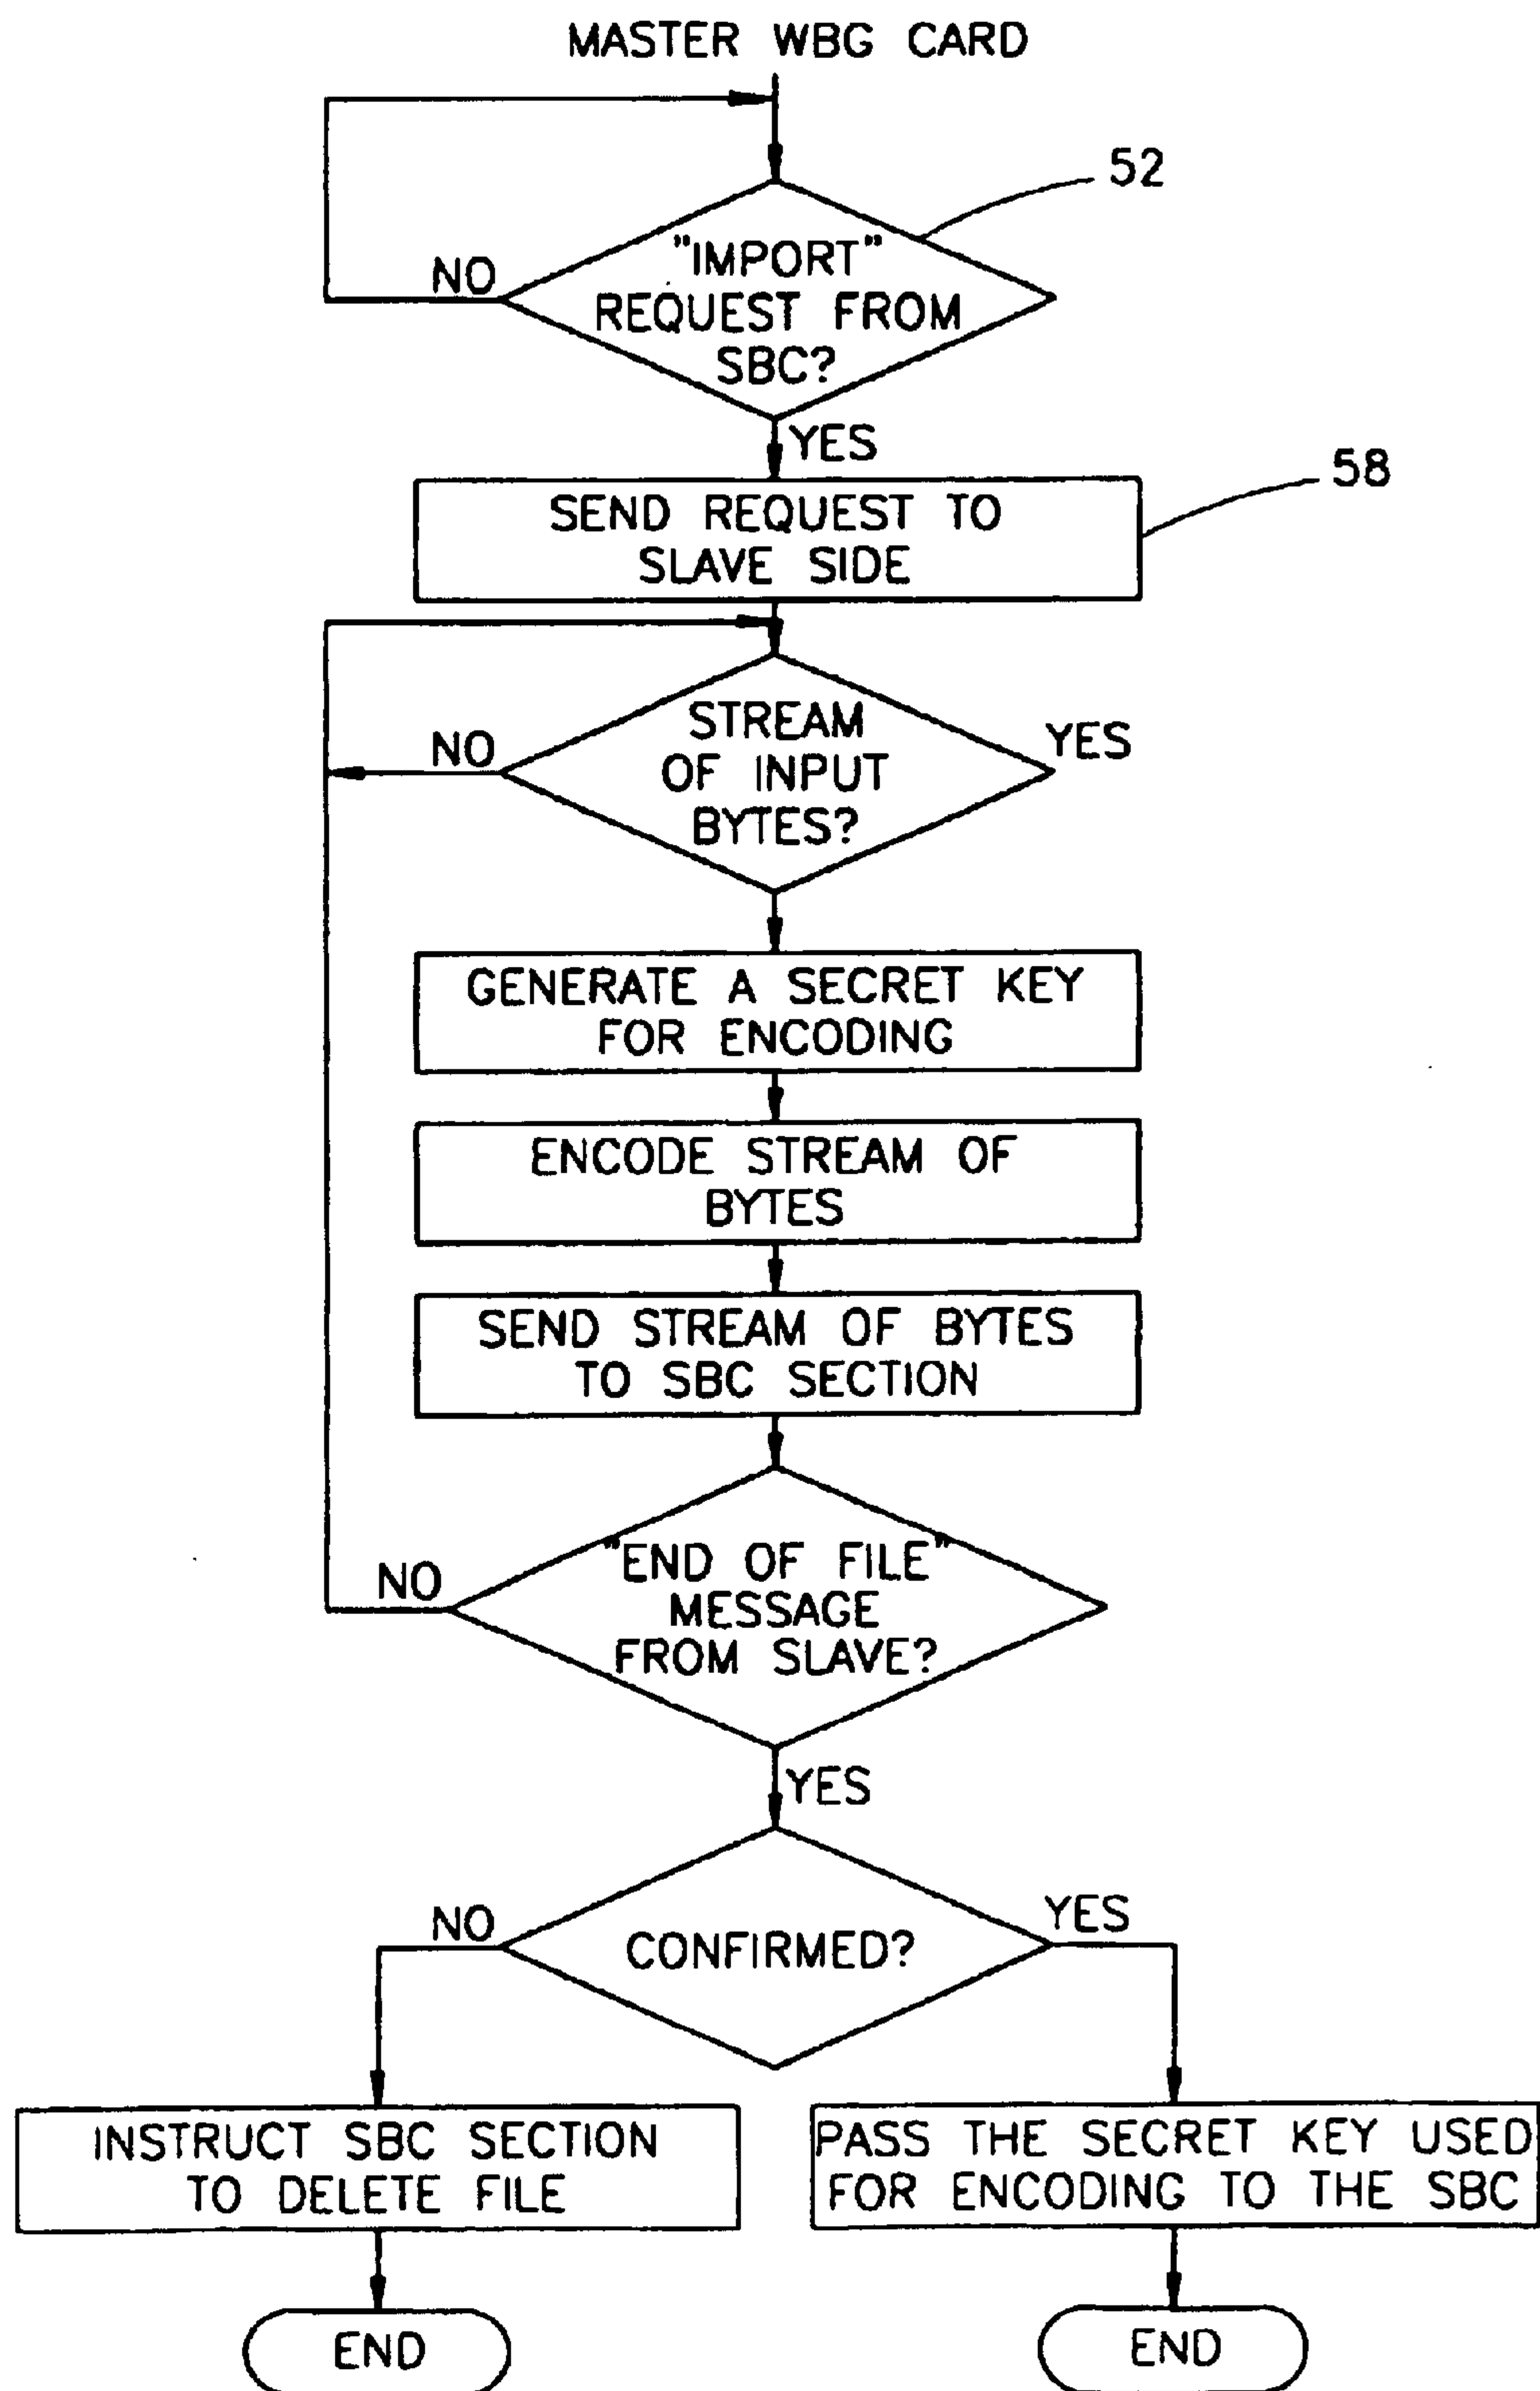 MASTER WBG CARD
52
"IMPORT"
REQUEST FROM
SBC?
NO
YES
58
SEND REQUEST TO
SLAVE SIDE
STREAM
OF INPUT
BYTES?
NO
YES
GENERATE A SECRET KEY
FOR ENCODING
ENCODE STREAM OF
BYTES
SEND STREAM OF BYTES
TO SBC SECTION
"END OF FILE"
MESSAGE
FROM SLAVE?
NO
YES
CONFIRMED?
NO
YES
INSTRUCT SBC SECTION
TO DELETE FILE
PASS THE SECRET KEY USED
FOR ENCODING TO THE SBC
END
END